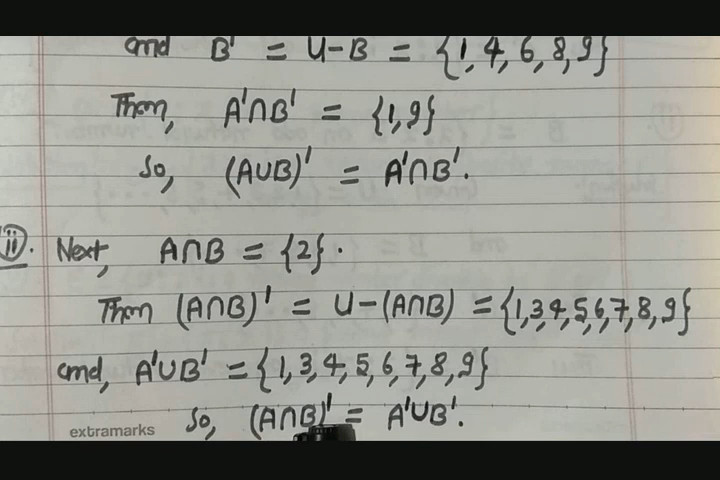 and B' = U-B = {1,4,6,8,9}
Then, A'∩B' = {1,9}
So, (A∪B)' = A'∩B'.
(ii). Next, A∩B = {2}.
Then (A∩B)' = U-(A∩B) = {1,3,4,5,6,7,8,9}
and, A'∪B' = {1,3,4,5,6,7,8,9}
So, (A∩B)' = A'∪B'.
extramarks